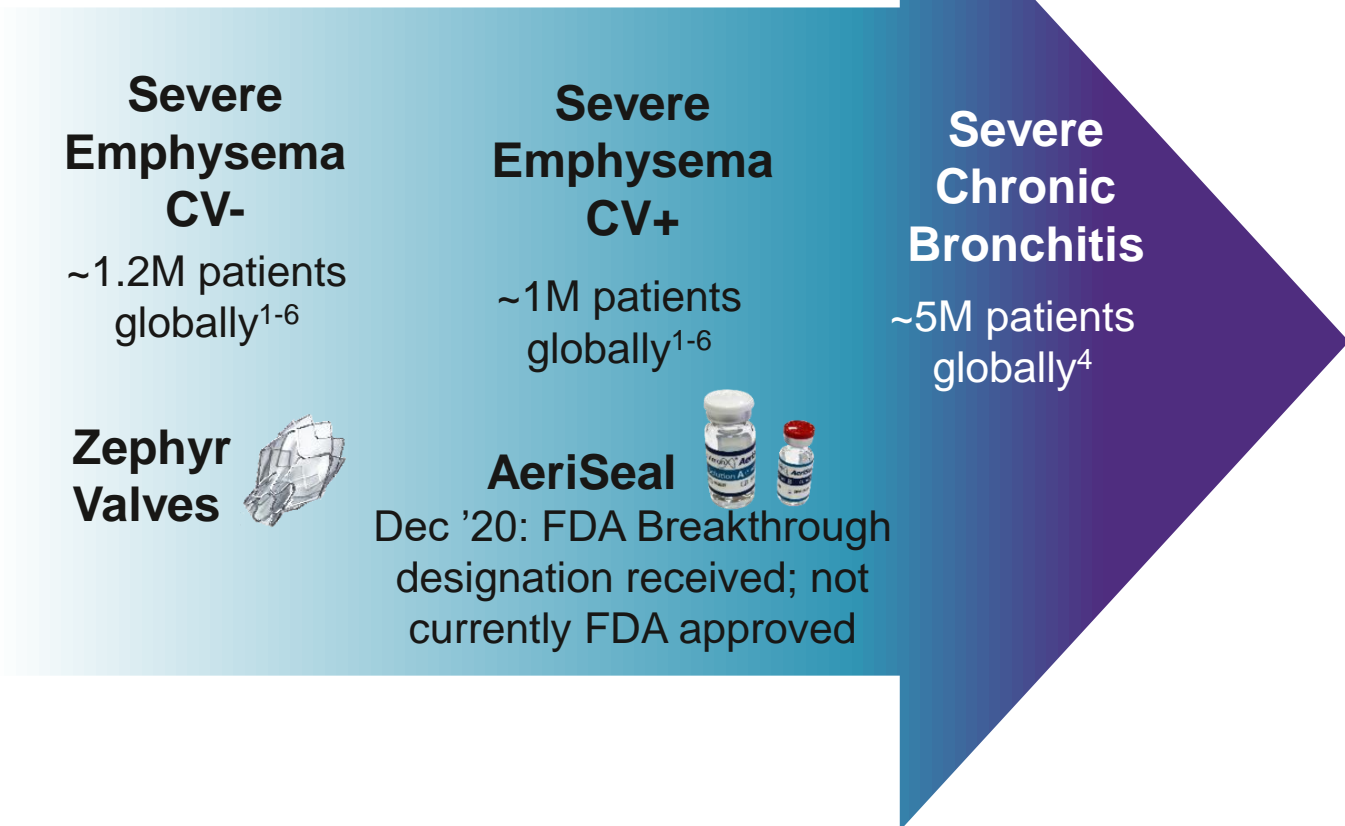 Severe
Emphysema
CV-
~1.2M patients
globally1-6
Zephyr
Valves
Severe
Emphysema
CV+
~1M patients
globally1-6
AeriSeal
Dec ’20: FDA Breakthrough
designation received; not
currently FDA approved
Severe
Chronic
Bronchitis
~5M patients
globally4